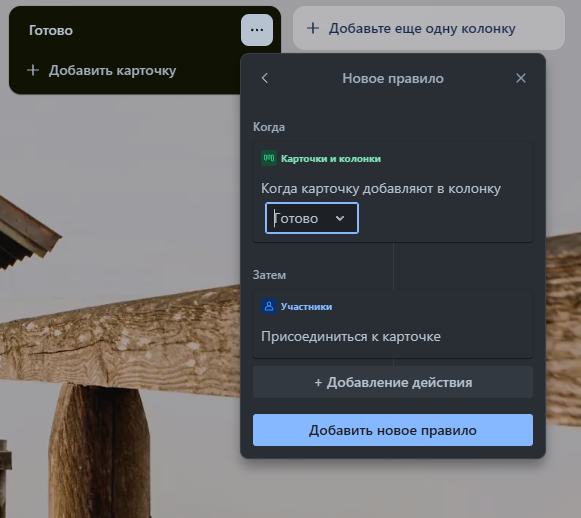 Готово
+ Добавить карточку
+ Добавьте еще одну колонку
Новое правило
Когда
Карточки и колонки
Когда карточку добавляют в колонку
Готово
Затем
Участники
Присоединиться к карточке
+ Добавление действия
Добавить новое правило